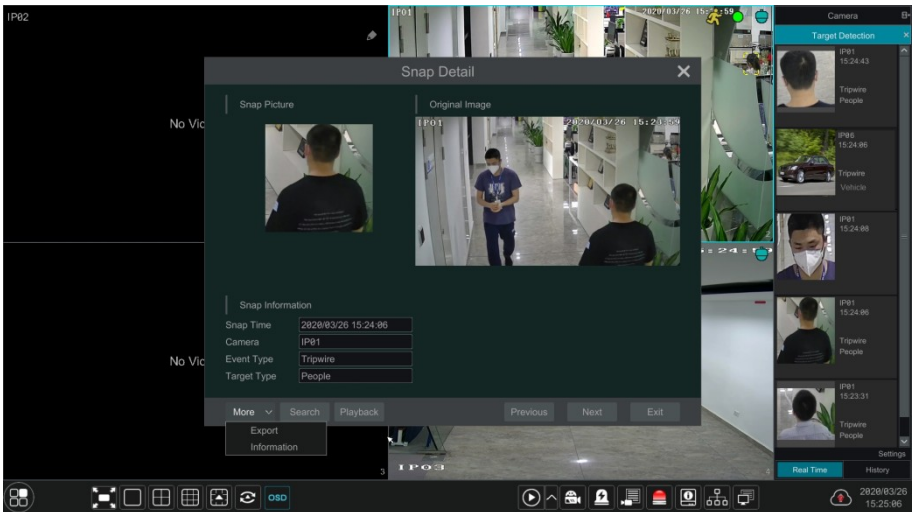 IP02
IP01
2020/03/26 15:
:59
Camera
Target Detection
Snap Detail
Snap Picture
Original Image
IP01
2020/03/26 15:23:59
No Vic
IP01
15:24:43
Tripwire
People
IP06
15:24:06
Tripwire
Vehicle
IP01
15:24:08
Snap Information
Snap Time
2020/03/26 15:24:06
Camera
IP01
Event Type
Tripwire
Target Type
People
No Vic
IP01
15:24:06
Tripwire
People
IP01
15:23:31
Tripwire
People
More
Search
Playback
Previous
Next
Exit
Export
Information
Settings
3
IP03
Real Time
History
OSD
2020/03/26
15:25:06